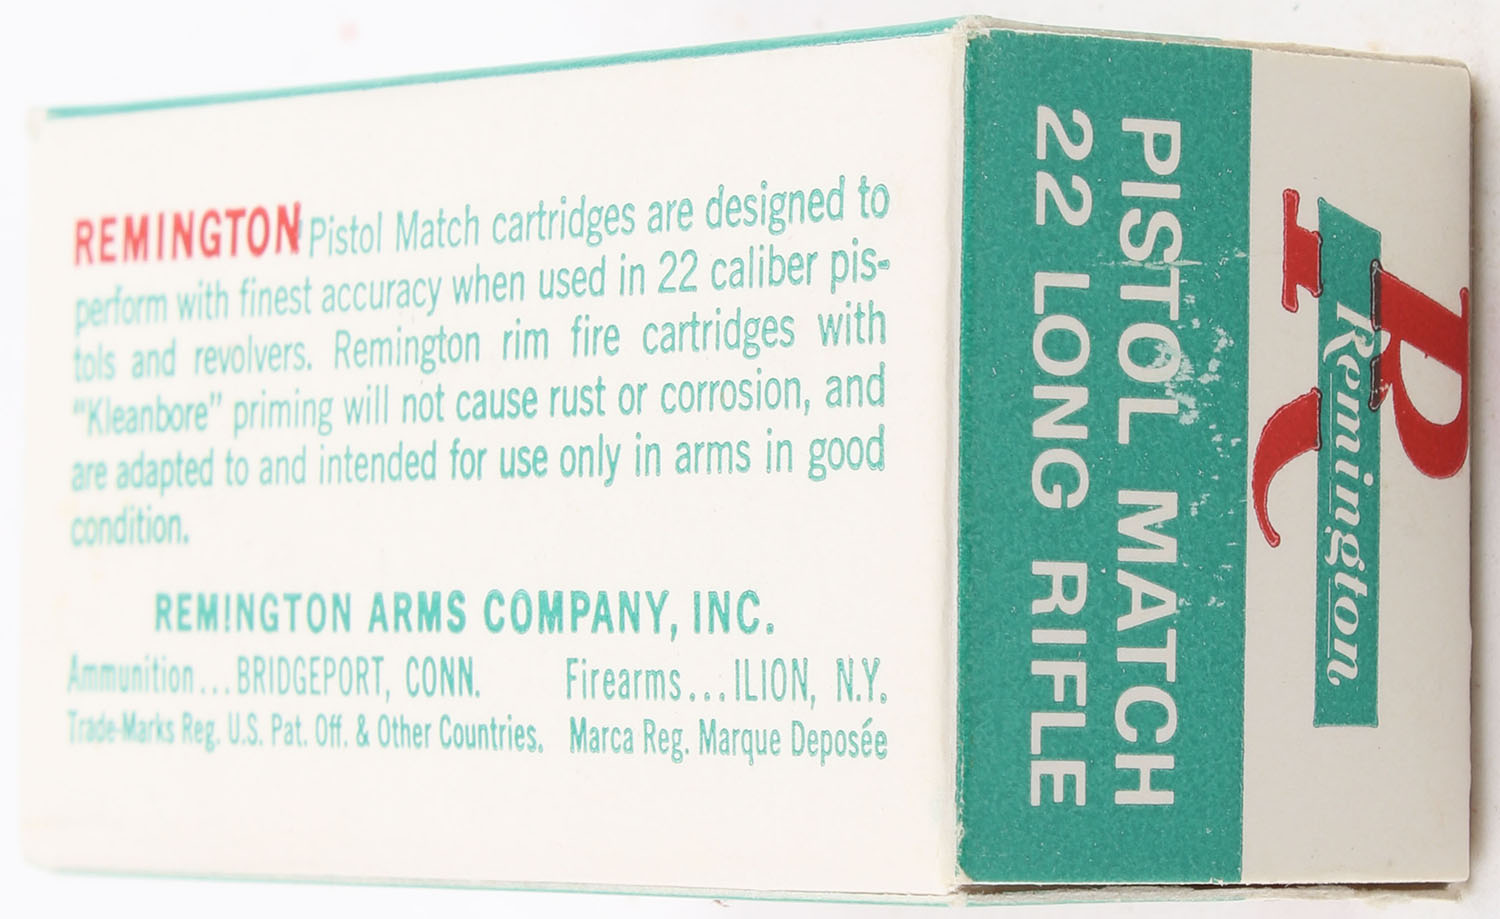 REMINGTON Pistol Match cartridges are designed to
perform with finest accuracy when used in 22 caliber pis-
tols and revolvers. Remington rim fire cartridges with
"Kleanbore" priming will not cause rust or corrosion, and
are adapted to and intended for use only in arms in good
condition.
REMINGTON ARMS COMPANY, INC.
Ammunition...BRIDGEPORT, CONN. Firearms...ILION, N.Y.
Trade-Marks Reg. U.S. Pat. Off. & Other Countries. Marca Reg. Marque Deposée
R
Remington
PISTOL MATCH
22 LONG RIFLE